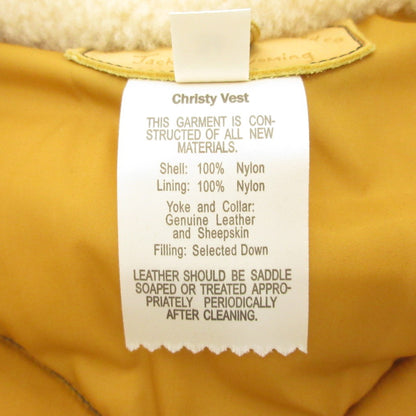 Jackson Wyoming
Christy Vest
THIS GARMENT IS CON-
STRUCTED OF ALL NEW
MATERIALS.
Shell: 100% Nylon
Lining: 100% Nylon
Yoke and Collar:
Genuine Leather
and Sheepskin
Filling: Selected Down
LEATHER SHOULD BE SADDLE
SOAPED OR TREATED APPRO-
PRIATELY PERIODICALLY
AFTER CLEANING.